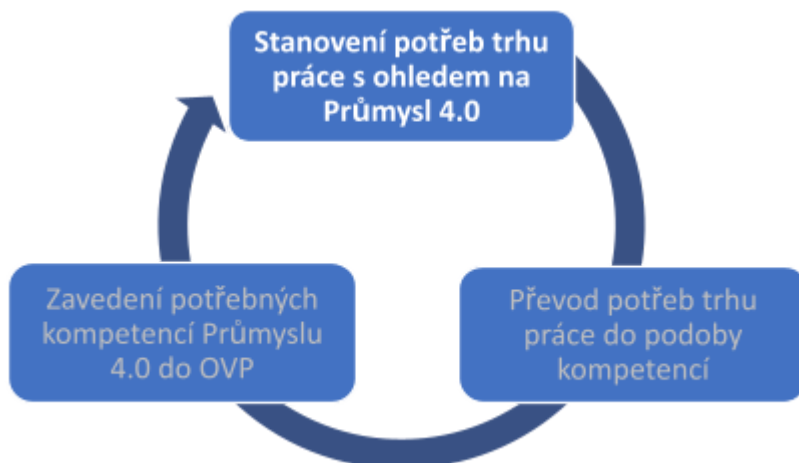 Stanovení potřeb trhu
práce s ohledem na
Průmysl 4.0
Zavedení potřebných
kompetencí Průmyslu
4.0 do OVP
Převod potřeb trhu
práce do podoby
kompetencí